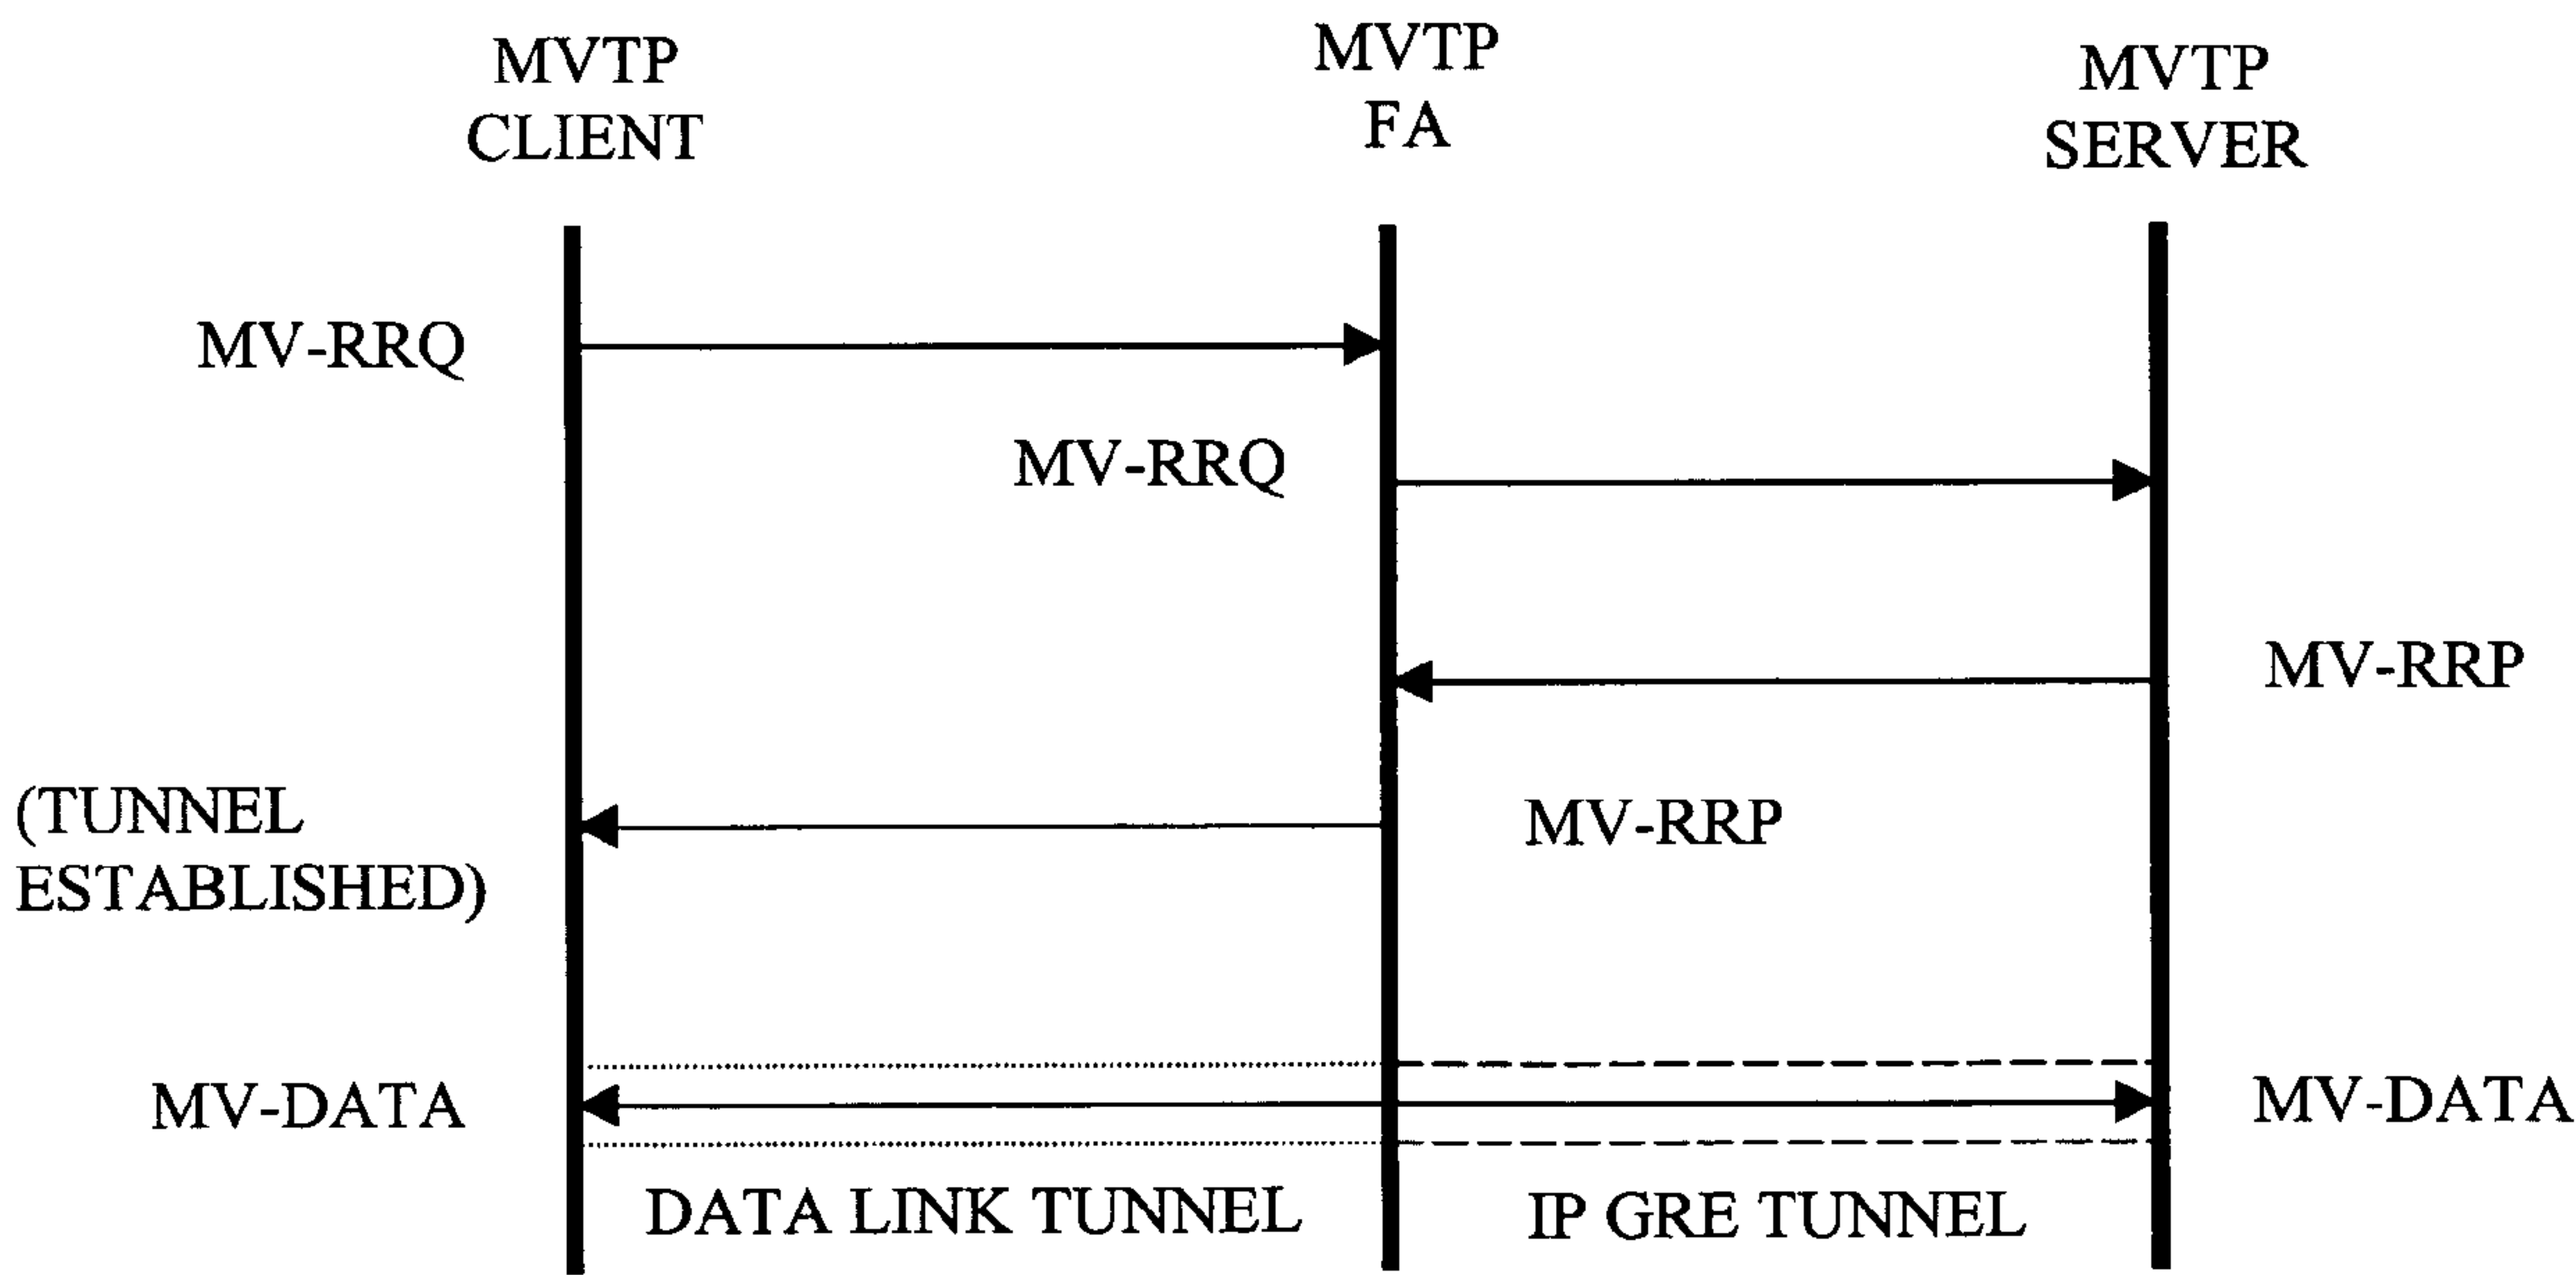 MVTP
CLIENT
MVTP
FA
MVTP
SERVER
MV-RRQ
MV-RRQ
MV-RRP
(TUNNEL
ESTABLISHED)
MV-RRP
MV-DATA
MV-DATA
DATA LINK TUNNEL
IP GRE TUNNEL